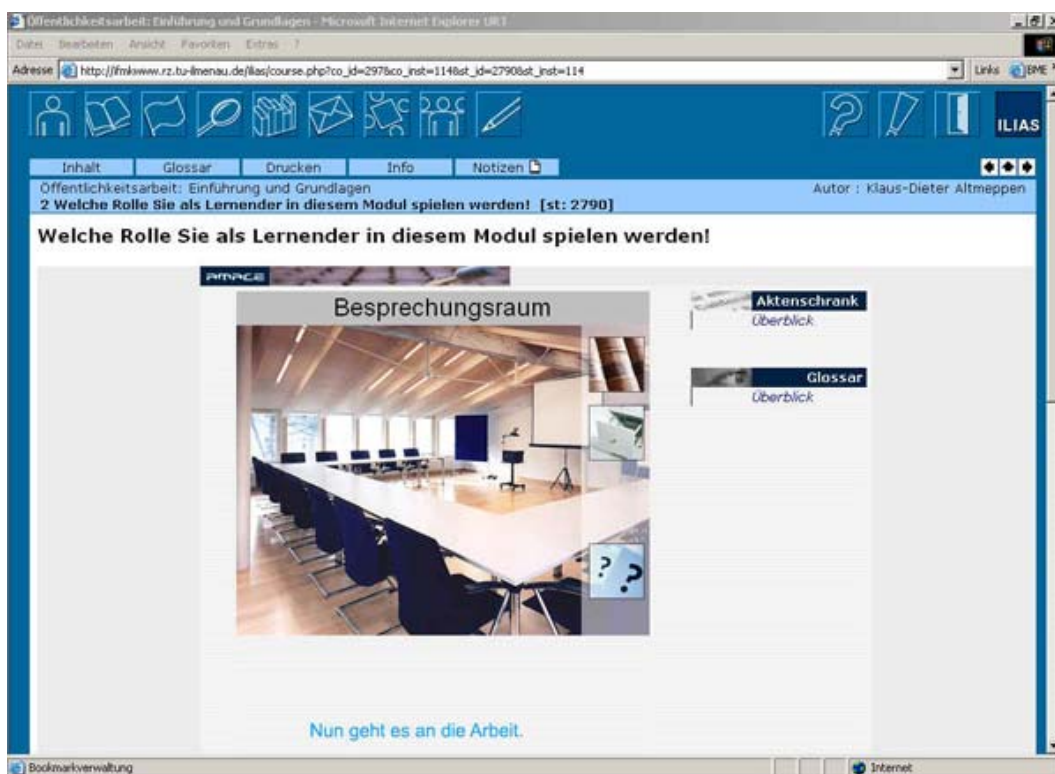 Öffentlichkeitsarbeit: Einführung und Grundlagen - Microsoft Internet Explorer URT
Datei Bearbeiten Ansicht Favoriten Extras ?
Adresse http://ifmkwww.rz.tu-ilmenau.de/ilias/course.php?co_id=297&co_inst=114&st_id=2790&st_inst=114 Links BME
ILIAS
Inhalt Glossar Drucken Info Notizen
Öffentlichkeitsarbeit: Einführung und Grundlagen Autor : Klaus-Dieter Altmeppen
2 Welche Rolle Sie als Lernender in diesem Modul spielen werden! [st: 2790]
Welche Rolle Sie als Lernender in diesem Modul spielen werden!
Besprechungsraum
Aktenschrank
Überblick
Glossar
Überblick
? ?
Nun geht es an die Arbeit.
Bookmarkverwaltung Internet